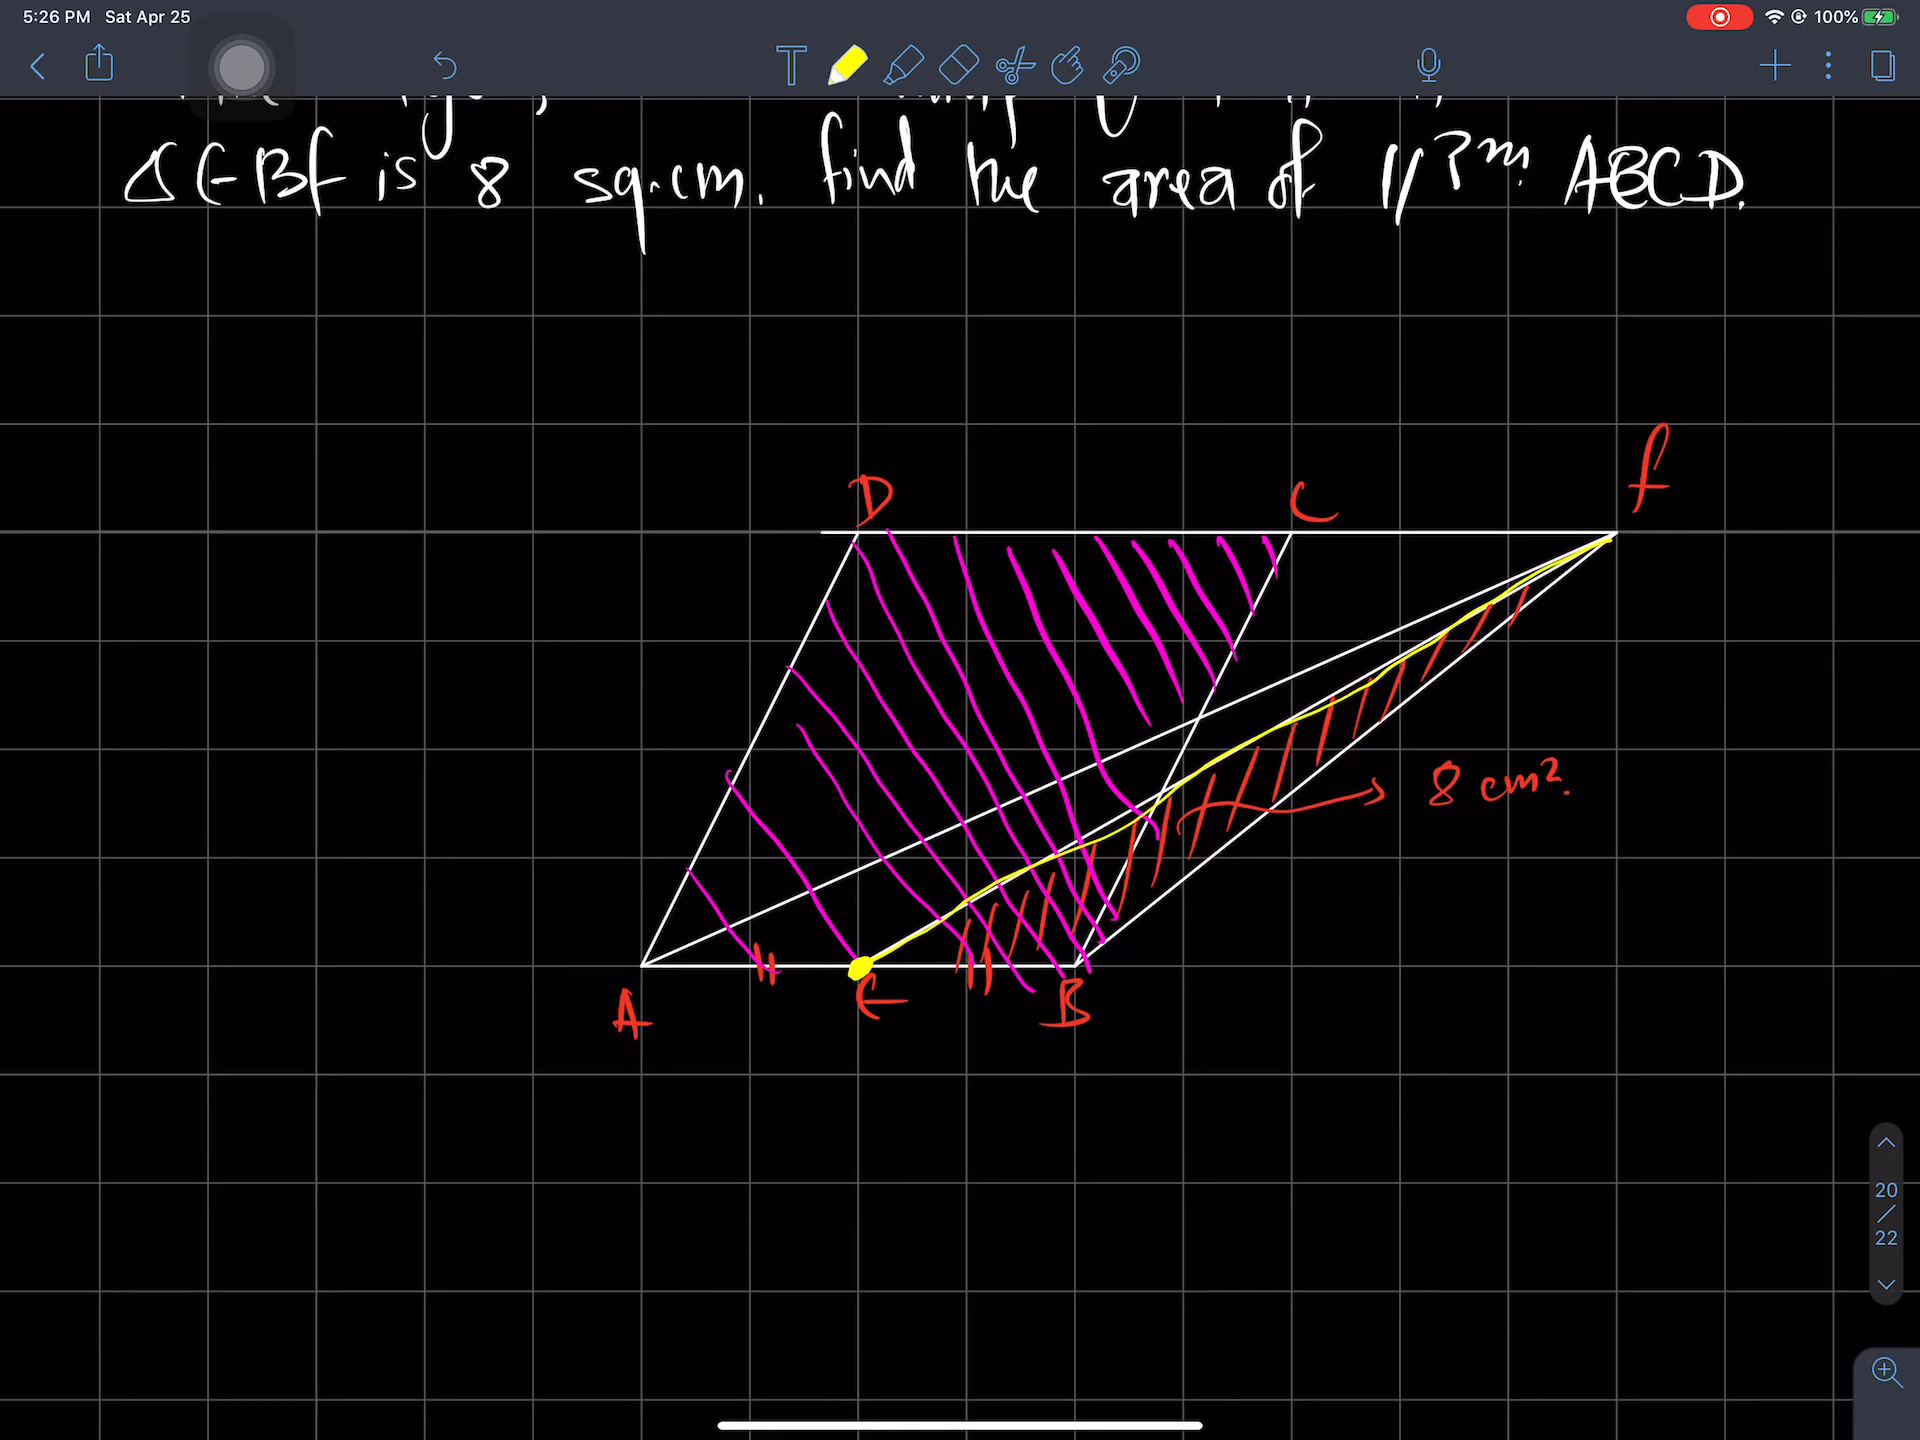 5:26 PM Sat Apr 25
100%
Δ EBF is 8 sq.cm. find the area of //gm ABCD.
D
C
f
8 cm².
A
E
B
20
/
22